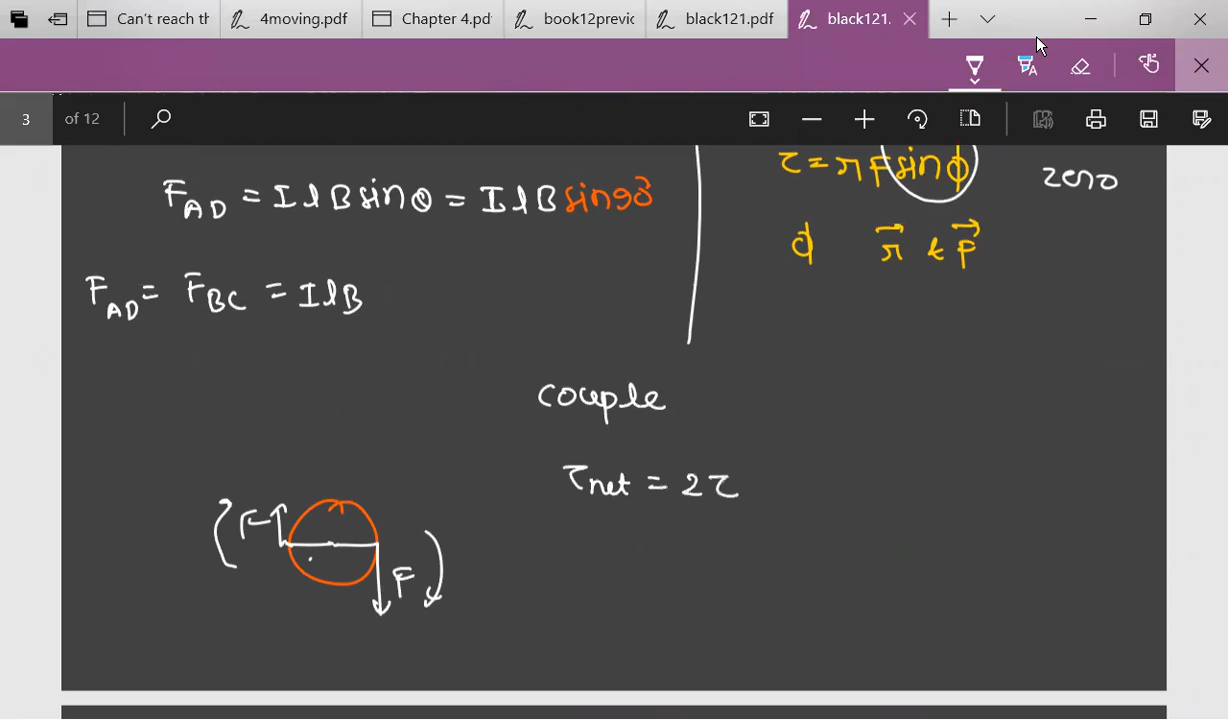 Can't reach th
4moving.pdf
Chapter 4.pd
book12previc
black121.pdf
black121.
3 of 12
F_AD = IlB sinθ = IlB sin90°
τ = rF sinφ
zero
φ r⃗ & F⃗
F_AD = F_BC = IlB
couple
τ_net = 2τ
F
F